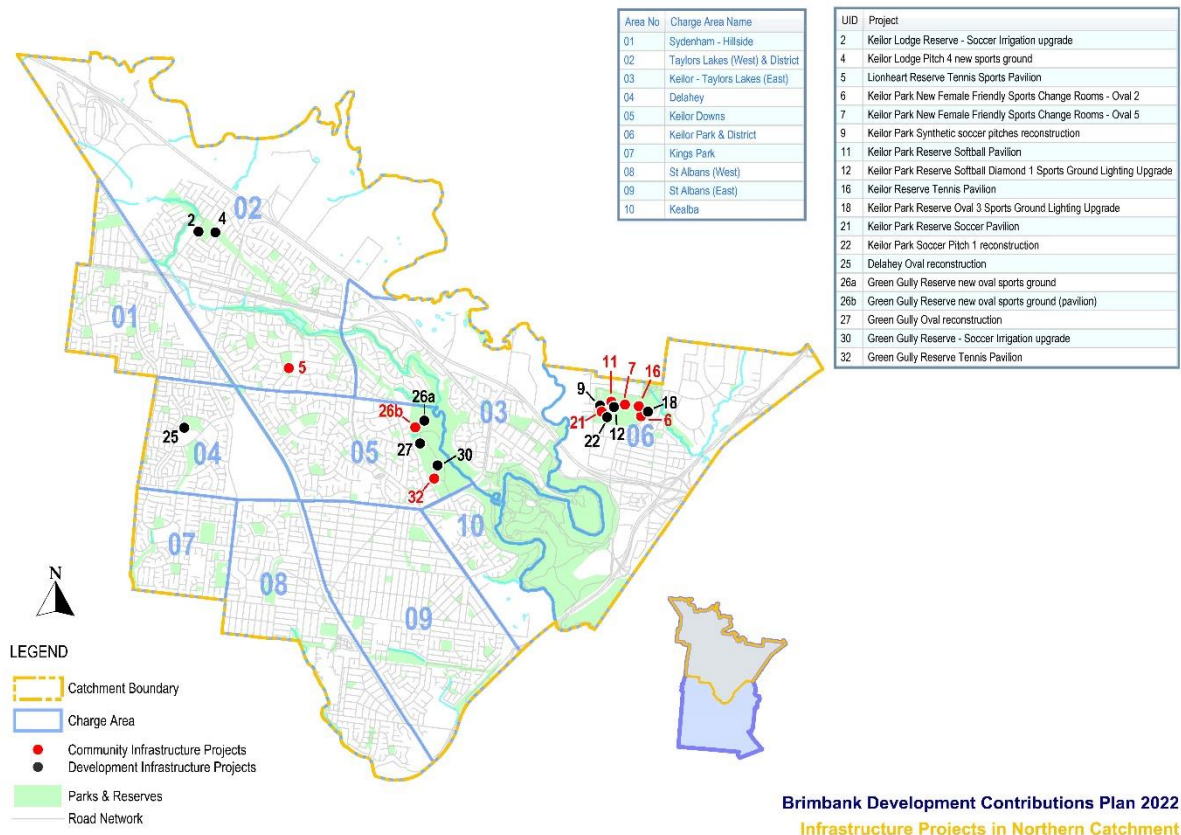 Area No Charge Area Name
01 Sydenham - Hillside
02 Taylors Lakes (West) & District
03 Keilor - Taylors Lakes (East)
04 Delahey
05 Keilor Downs
06 Keilor Park & District
07 Kings Park
08 St Albans (West)
09 St Albans (East)
10 Kealba
UID Project
2 Keilor Lodge Reserve - Soccer Irrigation upgrade
4 Keilor Lodge Pitch 4 new sports ground
5 Lionheart Reserve Tennis Sports Pavilion
6 Keilor Park New Female Friendly Sports Change Rooms - Oval 2
7 Keilor Park New Female Friendly Sports Change Rooms - Oval 5
9 Keilor Park Synthetic soccer pitches reconstruction
11 Keilor Park Reserve Softball Pavilion
12 Keilor Park Reserve Softball Diamond 1 Sports Ground Lighting Upgrade
16 Keilor Reserve Tennis Pavilion
18 Keilor Park Reserve Oval 3 Sports Ground Lighting Upgrade
21 Keilor Park Reserve Soccer Pavilion
22 Keilor Park Soccer Pitch 1 reconstruction
25 Delahey Oval reconstruction
26a Green Gully Reserve new oval sports ground
26b Green Gully Reserve new oval sports ground (pavilion)
27 Green Gully Oval reconstruction
30 Green Gully Reserve - Soccer Irrigation upgrade
32 Green Gully Reserve Tennis Pavilion
02
2 4
01
5
11 7 16
9 18
21 6
22 12 06
26a
26b
03
25
04
05
27
30
32
10
07
08
09
N
LEGEND
Catchment Boundary
Charge Area
Community Infrastructure Projects
Development Infrastructure Projects
Parks & Reserves
Road Network
Brimbank Development Contributions Plan 2022
Infrastructure Projects in Northern Catchment